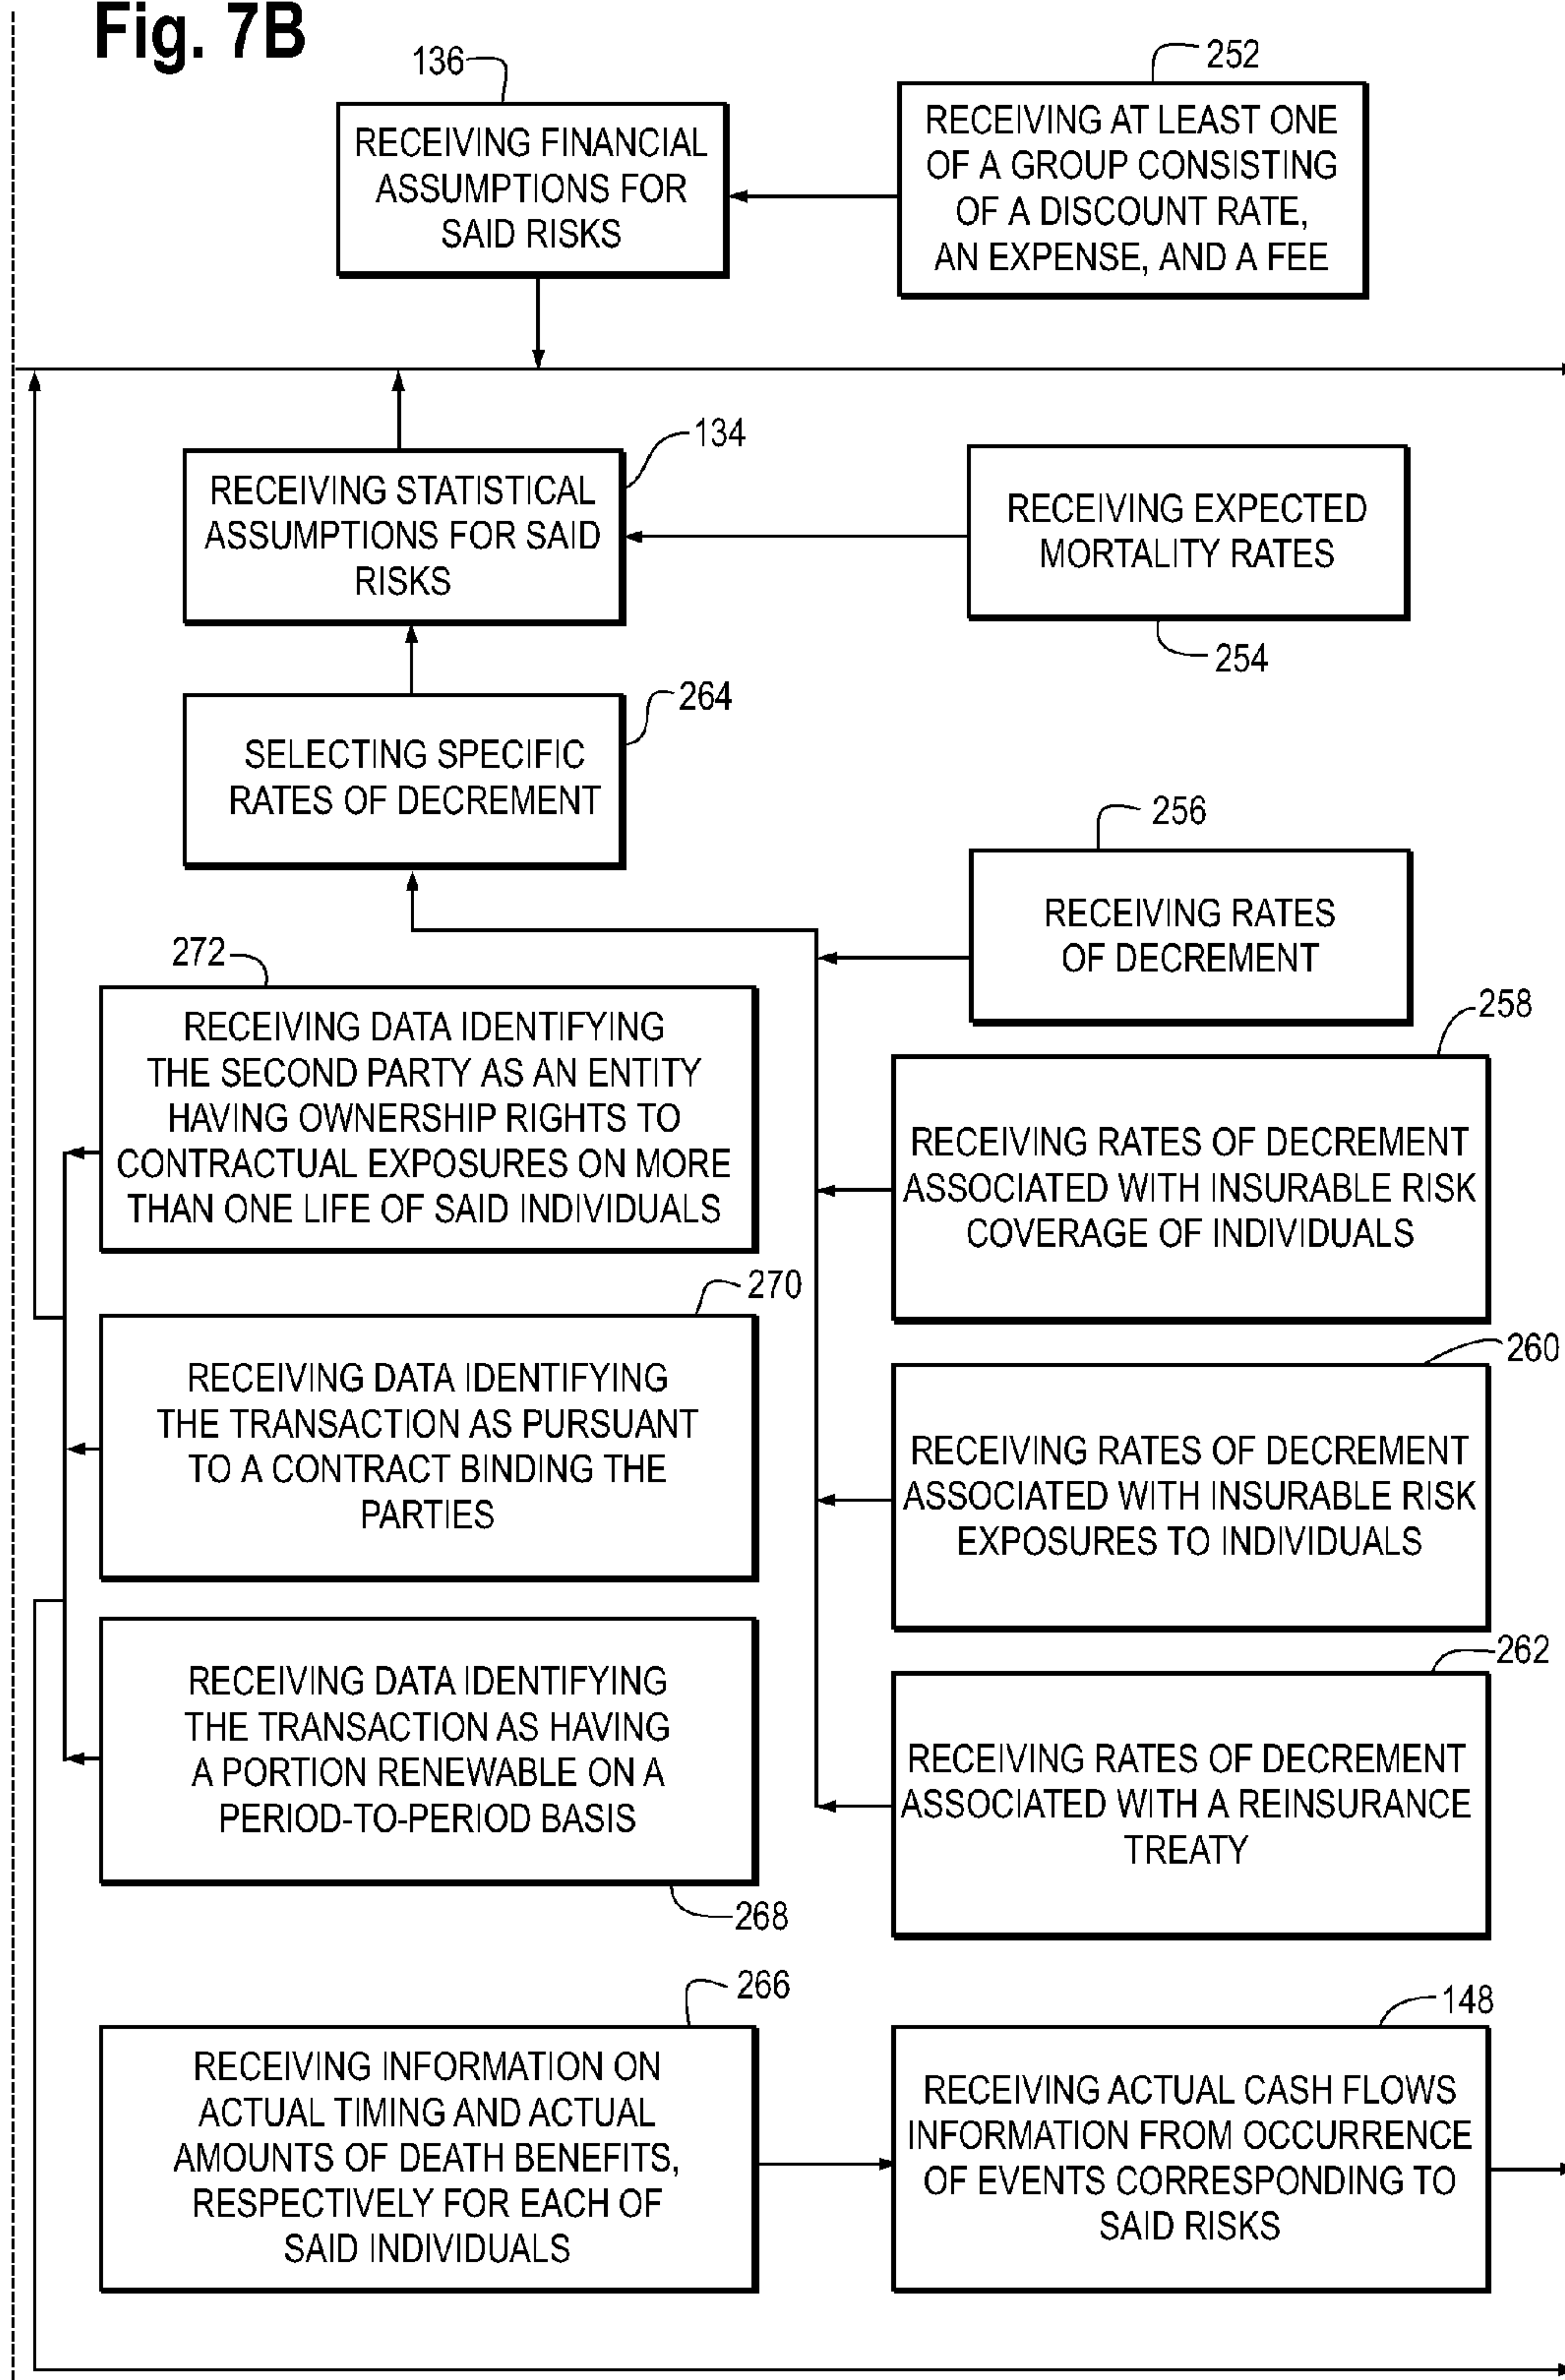 Fig. 7B
136
RECEIVING FINANCIAL
ASSUMPTIONS FOR
SAID RISKS
252
RECEIVING AT LEAST ONE
OF A GROUP CONSISTING
OF A DISCOUNT RATE,
AN EXPENSE, AND A FEE
134
RECEIVING STATISTICAL
ASSUMPTIONS FOR SAID
RISKS
RECEIVING EXPECTED
MORTALITY RATES
254
264
SELECTING SPECIFIC
RATES OF DECREMENT
256
RECEIVING RATES
OF DECREMENT
272
RECEIVING DATA IDENTIFYING
THE SECOND PARTY AS AN ENTITY
HAVING OWNERSHIP RIGHTS TO
CONTRACTUAL EXPOSURES ON MORE
THAN ONE LIFE OF SAID INDIVIDUALS
258
RECEIVING RATES OF DECREMENT
ASSOCIATED WITH INSURABLE RISK
COVERAGE OF INDIVIDUALS
270
RECEIVING DATA IDENTIFYING
THE TRANSACTION AS PURSUANT
TO A CONTRACT BINDING THE
PARTIES
260
RECEIVING RATES OF DECREMENT
ASSOCIATED WITH INSURABLE RISK
EXPOSURES TO INDIVIDUALS
RECEIVING DATA IDENTIFYING
THE TRANSACTION AS HAVING
A PORTION RENEWABLE ON A
PERIOD-TO-PERIOD BASIS
268
262
RECEIVING RATES OF DECREMENT
ASSOCIATED WITH A REINSURANCE
TREATY
266
RECEIVING INFORMATION ON
ACTUAL TIMING AND ACTUAL
AMOUNTS OF DEATH BENEFITS,
RESPECTIVELY FOR EACH OF
SAID INDIVIDUALS
148
RECEIVING ACTUAL CASH FLOWS
INFORMATION FROM OCCURRENCE
OF EVENTS CORRESPONDING TO
SAID RISKS